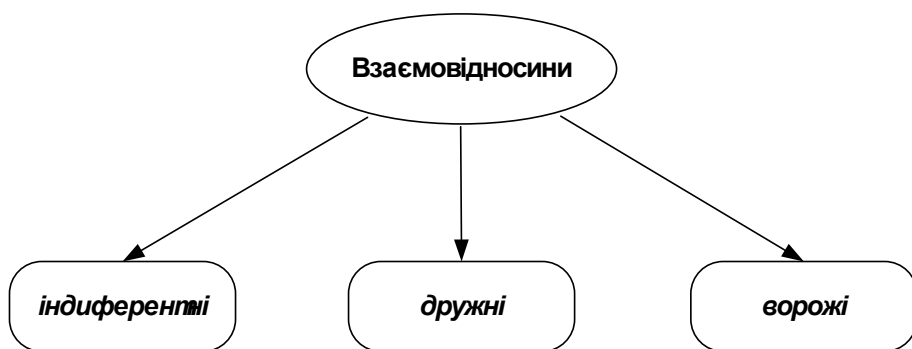 Взаємовідносини
індиферентні
дружні
ворожі